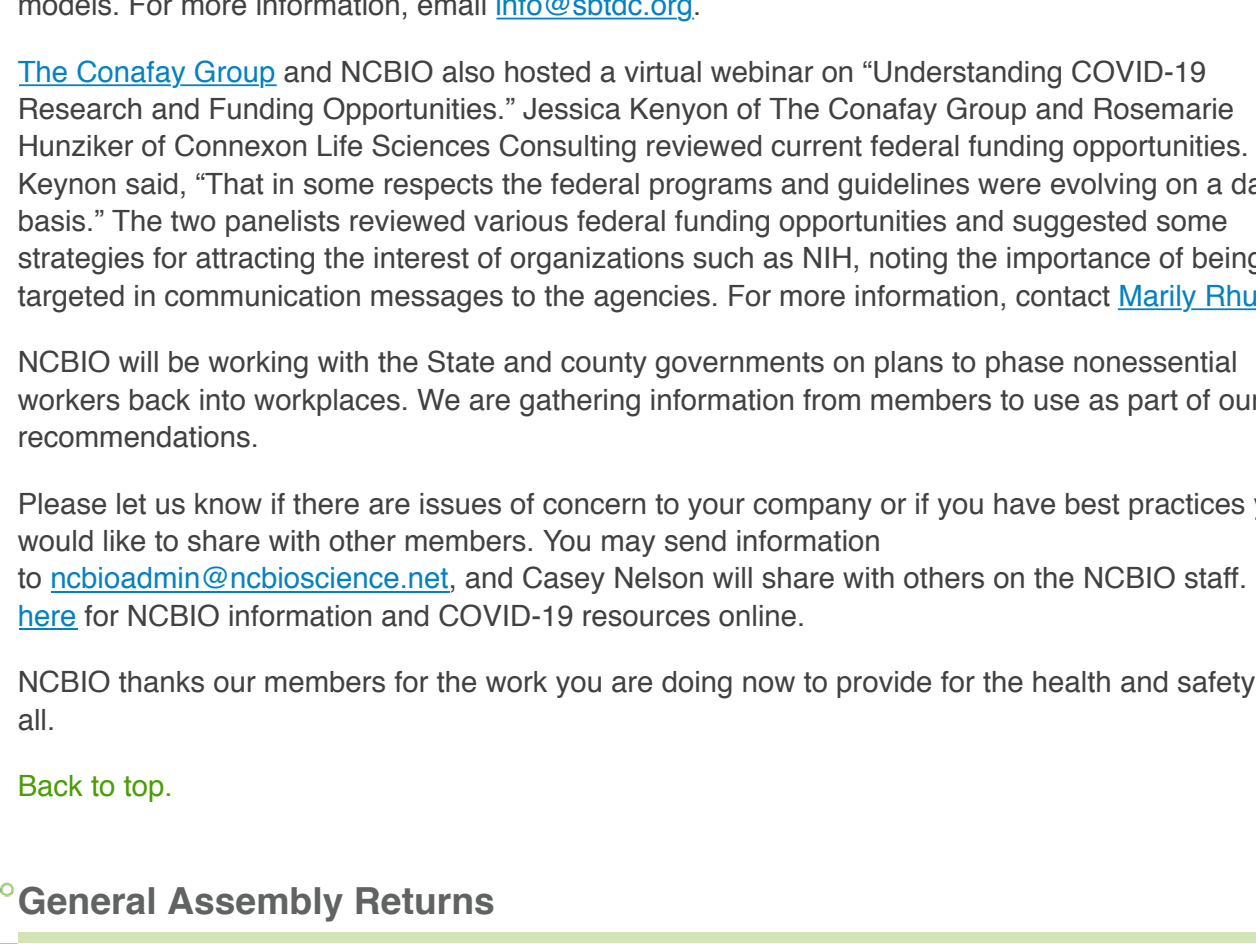 models. For more information, email info@sbtdc.org.
The Conafay Group and NCBIO also hosted a virtual webinar on “Understanding COVID-19
Research and Funding Opportunities.” Jessica Kenyon of The Conafay Group and Rosemarie
Hunziker of Connexon Life Sciences Consulting reviewed current federal funding opportunities.
Keynon said, “That in some respects the federal programs and guidelines were evolving on a
basis.” The two panelists reviewed various federal funding opportunities and suggested some
strategies for attracting the interest of organizations such as NIH, noting the importance of being
targeted in communication messages to the agencies. For more information, contact Marily
NCBIO will be working with the State and county governments on plans to phase nonessential
workers back into workplaces. We are gathering information from members to use as part of our
recommendations.
Please let us know if there are issues of concern to your company or if you have best practices
would like to share with other members. You may send information
to ncbioadmin@ncbioscience.net, and Casey Nelson will share with others on the NCBIO staff.
here for NCBIO information and COVID-19 resources online.
NCBIO thanks our members for the work you are doing now to provide for the health and safety
all.
Back to top.
General Assembly Returns